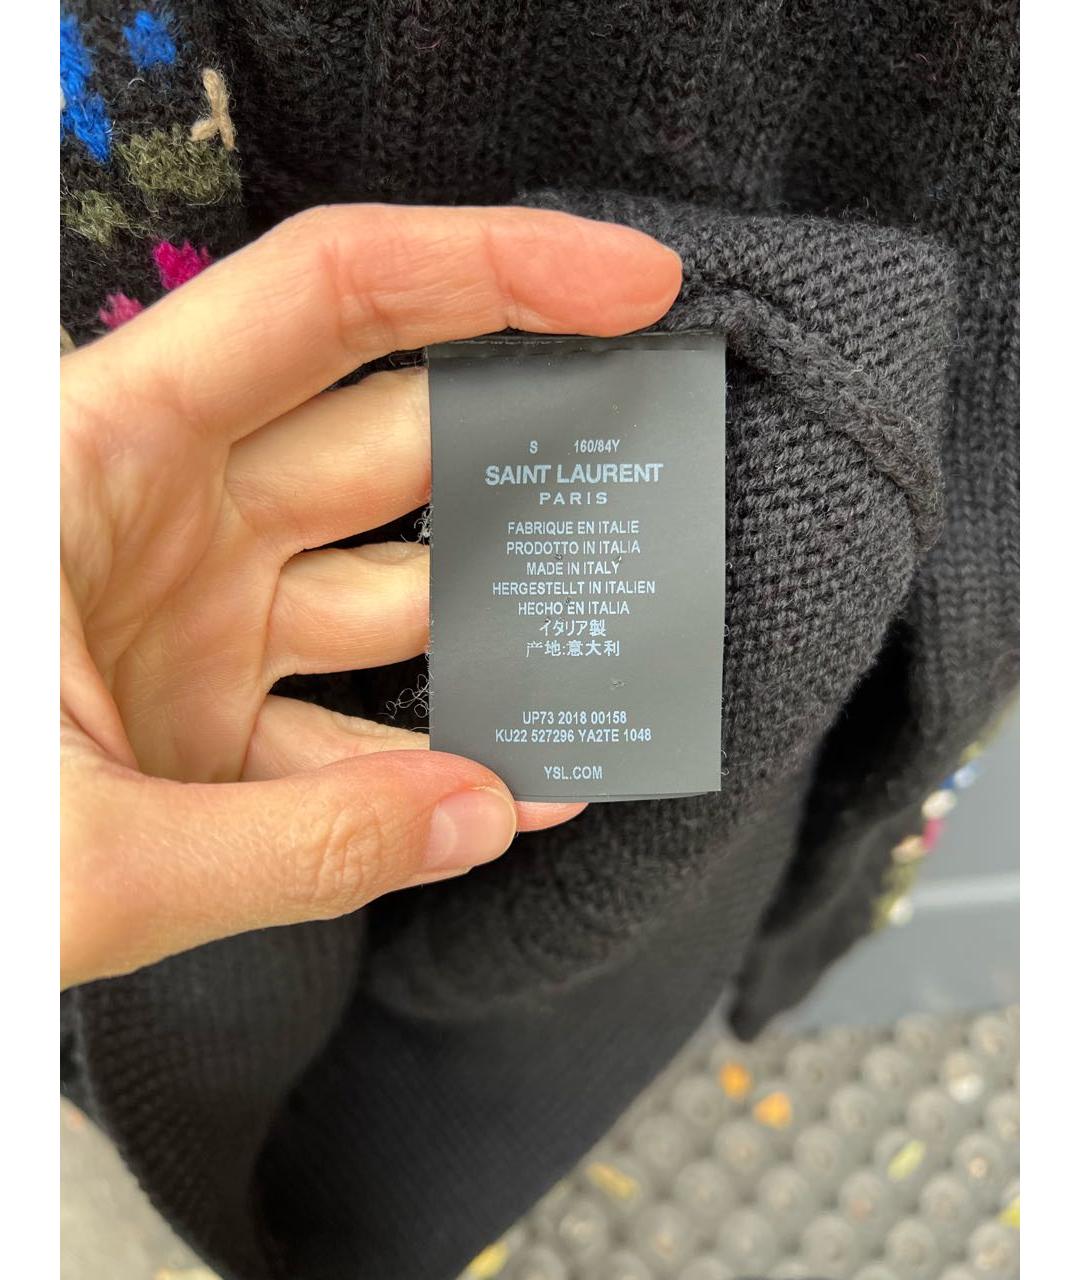 S 160/84Y
SAINT LAURENT
PARIS
FABRIQUE EN ITALIE
PRODOTTO IN ITALIA
MADE IN ITALY
HERGESTELLT IN ITALIEN
HECHO EN ITALIA
イタリア製
产地:意大利
UP73 2018 00158
KU22 527296 YA2TE 1048
YSL.COM